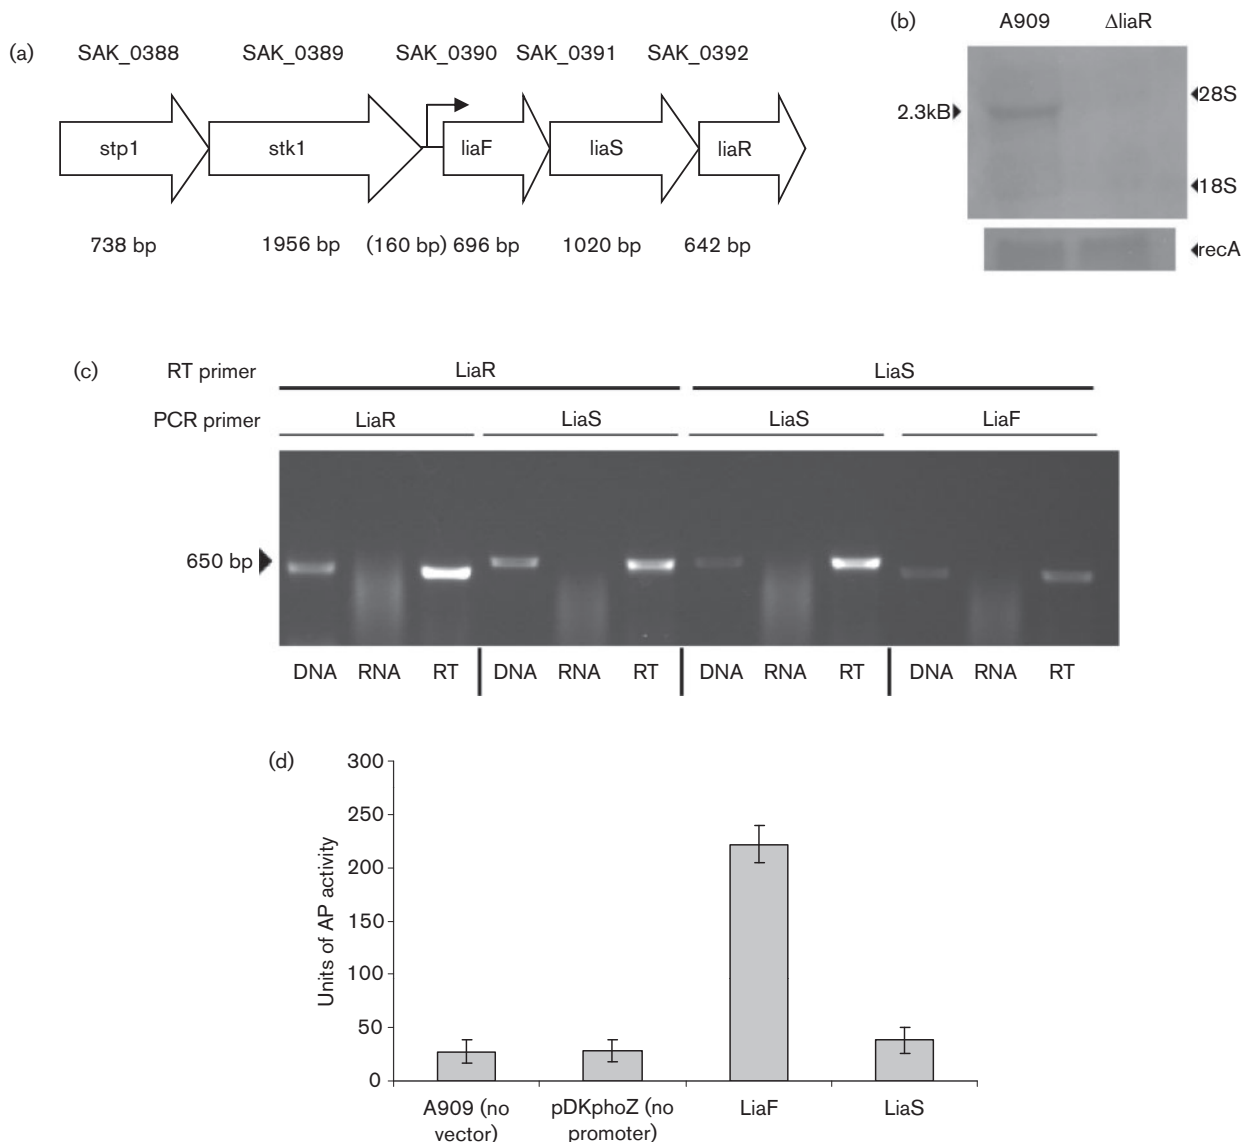 (a)
SAK_0388 SAK_0389 SAK_0390 SAK_0391 SAK_0392
stp1 stk1 liaF liaS liaR
738 bp 1956 bp (160 bp) 696 bp 1020 bp 642 bp
(b)
A909 ΔliaR
2.3kB
28S
18S
recA
(c)
RT primer LiaR LiaS
PCR primer LiaR LiaS LiaS LiaF
650 bp
DNA RNA RT DNA RNA RT DNA RNA RT DNA RNA RT
(d)
Units of AP activity
300
250
200
150
100
50
0
A909 (no
vector)
pDKphoZ (no
promoter)
LiaF
LiaS